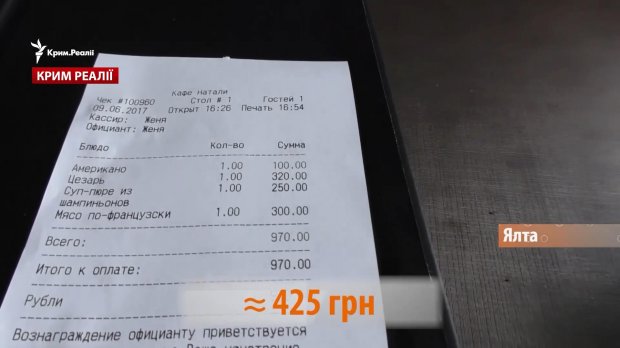 Крим.Реалії
КРИМ РЕАЛІЇ
Кафе Натали
Чек #100960 Стол # 1 Гостей 1
09.06.2017 Открыт 16:26 Печать 16:54
Кассир: Женя
Официант: Женя
Блюдо Кол-во Сумма
Американо 1.00 100.00
Цезарь 1.00 320.00
Суп-пюре из 1.00 250.00
шампиньонов
Мясо по-французски 1.00 300.00
Всего: 970.00
Итого к оплате: 970.00
Рубли
≈ 425 грн
Ялта
Вознаграждение официанту приветствуется